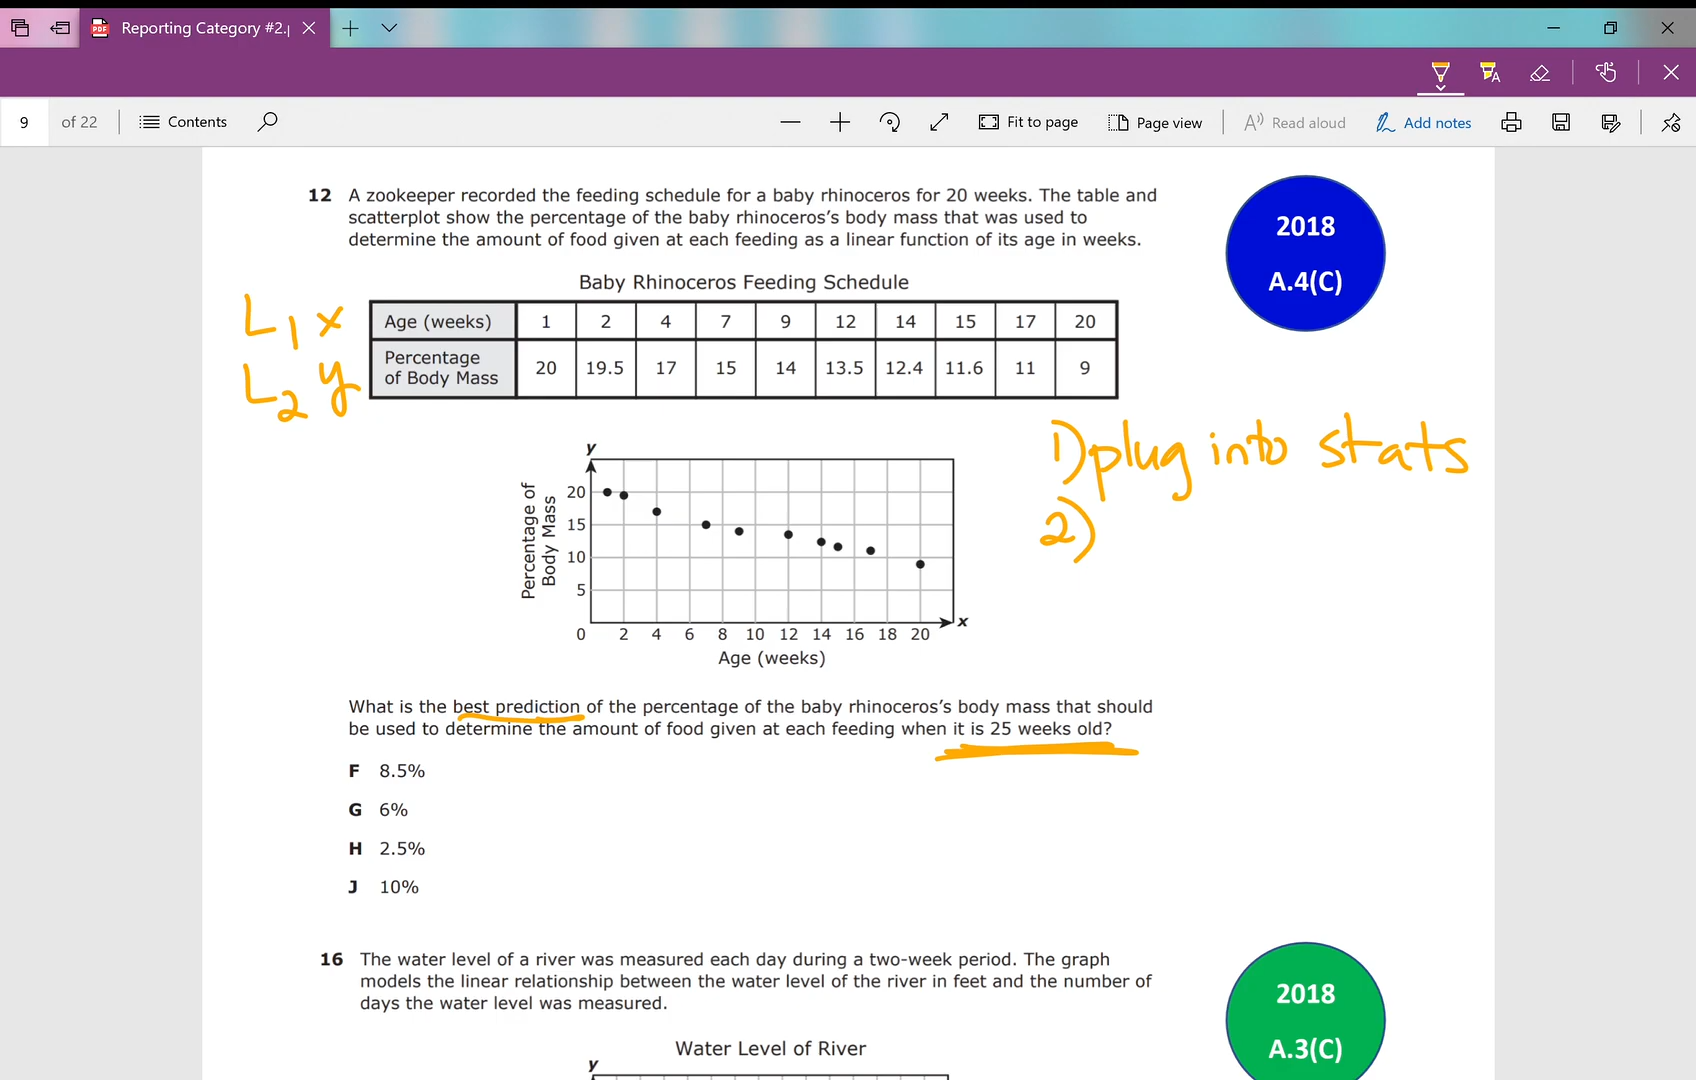 Reporting Category #2.p
9 of 22 Contents Fit to page Page view Read aloud Add notes
12 A zookeeper recorded the feeding schedule for a baby rhinoceros for 20 weeks. The table and
scatterplot show the percentage of the baby rhinoceros's body mass that was used to
determine the amount of food given at each feeding as a linear function of its age in weeks.
2018
A.4(C)
Baby Rhinoceros Feeding Schedule
L1 x Age (weeks) 1 2 4 7 9 12 14 15 17 20
L2 y Percentage of Body Mass 20 19.5 17 15 14 13.5 12.4 11.6 11 9
1) plug into stats
2)
y
Percentage of
Body Mass
20
15
10
5
0 2 4 6 8 10 12 14 16 18 20
x
Age (weeks)
What is the best prediction of the percentage of the baby rhinoceros's body mass that should
be used to determine the amount of food given at each feeding when it is 25 weeks old?
F 8.5%
G 6%
H 2.5%
J 10%
16 The water level of a river was measured each day during a two-week period. The graph
models the linear relationship between the water level of the river in feet and the number of
days the water level was measured.
2018
A.3(C)
Water Level of River
y